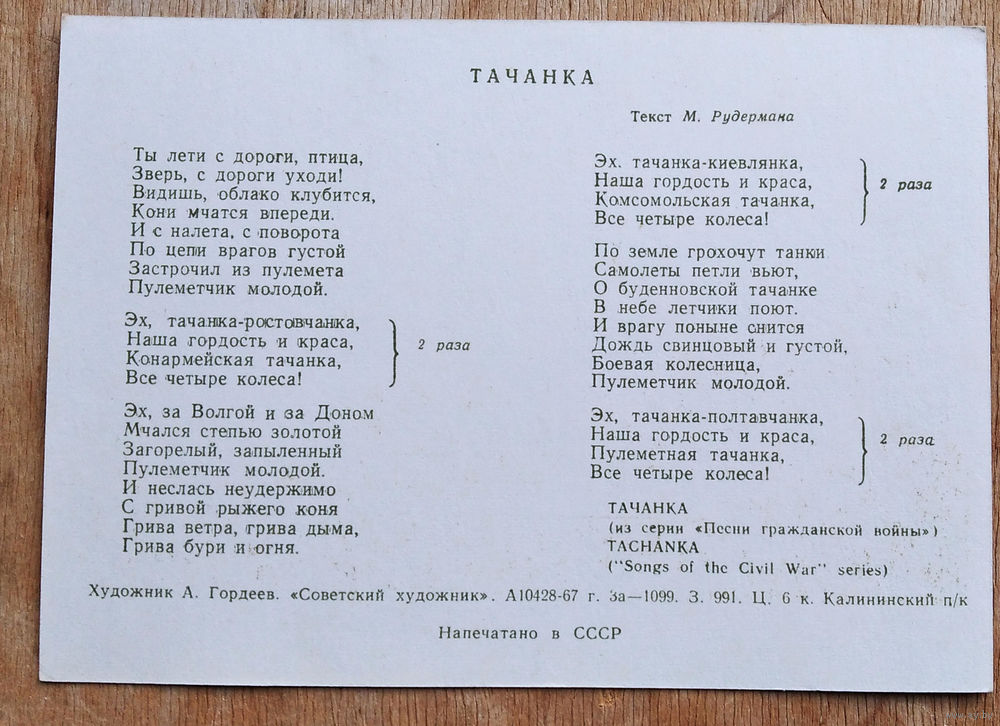 ТАЧАНКА
Текст М. Рудермана
Ты лети с дороги, птица,
Зверь, с дороги уходи!
Видишь, облако клубится,
Кони мчатся впереди.
И с налета, с поворота
По цепи врагов густой
Застрочил из пулемета
Пулеметчик молодой.
Эх, тачанка-ростовчанка,
Наша гордость и краса,
Конармейская тачанка,
Все четыре колеса!
2 раза
Эх, за Волгой и за Доном
Мчался степью золотой
Загорелый, запыленный
Пулеметчик молодой.
И неслась неудержимо
С гривой рыжего коня
Грива ветра, грива дыма,
Грива бури и огня.
Эх. тачанка-киевлянка,
Наша гордость и краса,
Комсомольская тачанка,
Все четыре колеса!
2 раза
По земле грохочут танки
Самолеты петли вьют,
О буденновской тачанке
В небе летчики поют.
И врагу поныне снится
Дождь свинцовый и густой,
Боевая колесница,
Пулеметчик молодой.
Эх, тачанка-полтавчанка,
Наша гордость и краса,
Пулеметная тачанка,
Все четыре колеса!
2 раза
ТАЧАНКА
(из серии «Песни гражданской войны»)
TACHANKA
("Songs of the Civil War" series)
Художник А. Гордеев. «Советский художник». А10428-67 г. За—1099. З. 991. Ц. 6 к. Калининский п/к
Напечатано в СССР